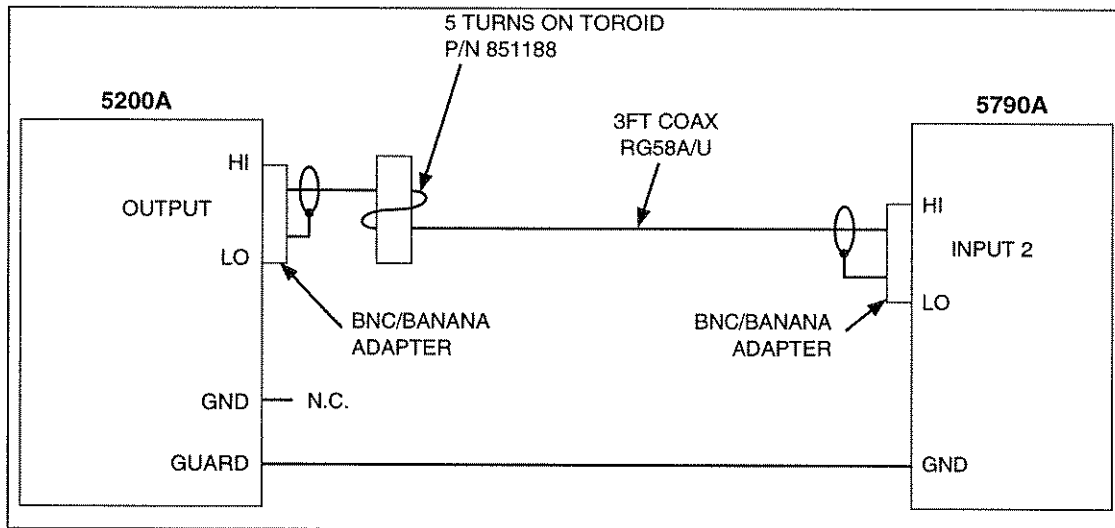 5 TURNS ON TOROID
P/N 851188
5200A
5790A
3FT COAX
RG58A/U
HI
OUTPUT
LO
HI
INPUT 2
LO
BNC/BANANA
ADAPTER
BNC/BANANA
ADAPTER
GND
N.C.
GUARD
GND